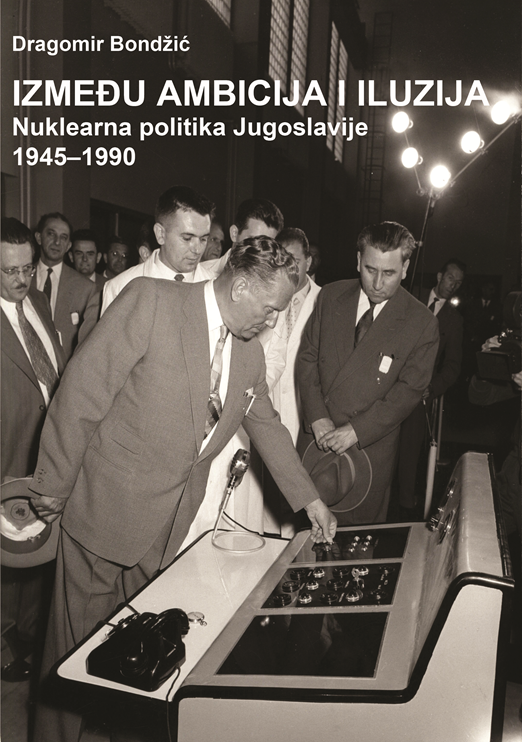 Dragomir Bondžić
IZMEĐU AMBICIJA I ILUZIJA
Nuklearna politika Jugoslavije
1945–1990